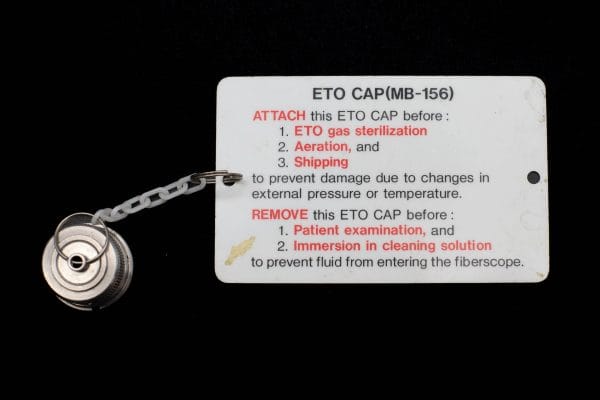 ETO CAP(MB-156)
ATTACH this ETO CAP before:
1. ETO gas sterilization
2. Aeration, and
3. Shipping
to prevent damage due to changes in
external pressure or temperature.
REMOVE this ETO CAP before:
1. Patient examination, and
2. Immersion in cleaning solution
to prevent fluid from entering the fiberscope.